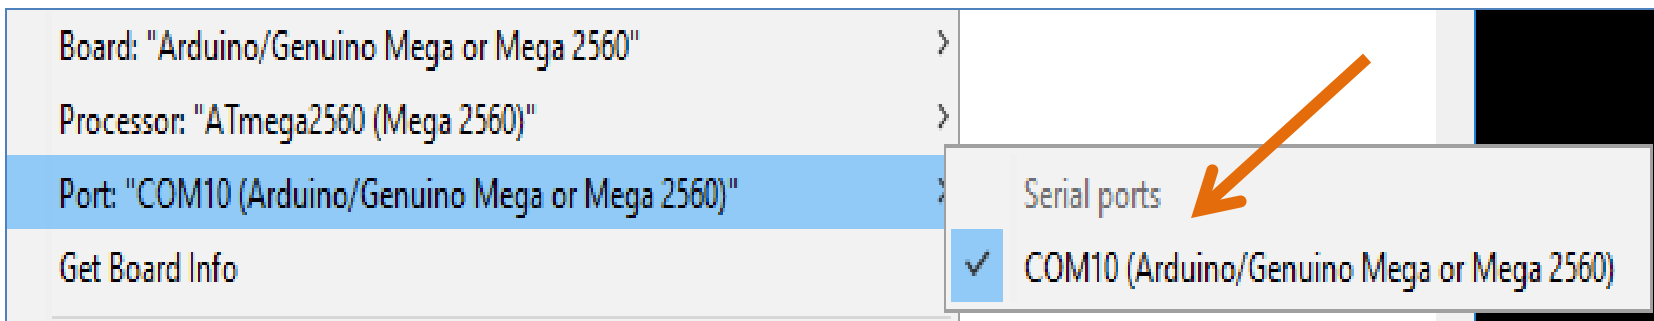 Board: "Arduino/Genuino Mega or Mega 2560"
Processor: "ATmega2560 (Mega 2560)"
Port: "COM10 (Arduino/Genuino Mega or Mega 2560)"
Get Board Info
Serial ports
COM10 (Arduino/Genuino Mega or Mega 2560)